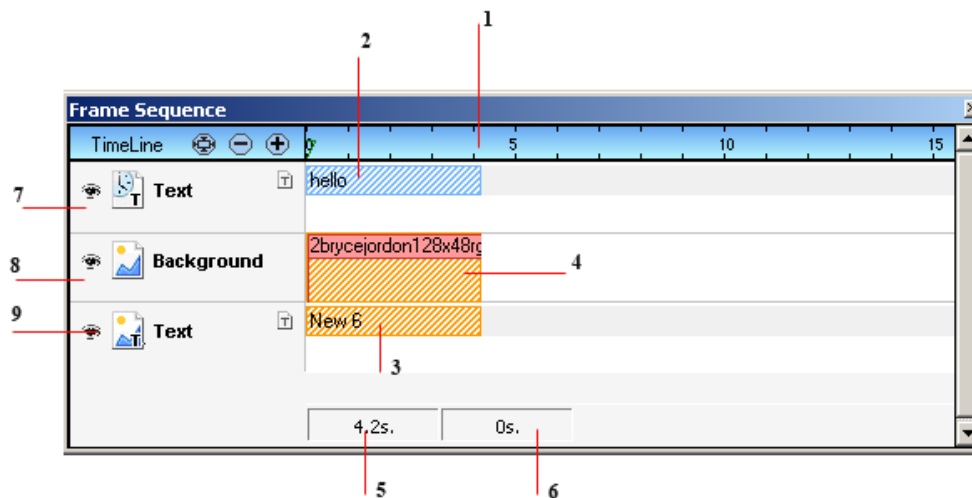 1
2
Frame Sequence
TimeLine 0 5 10 15
7 T Text T hello
8 Background 2brycejordon128x48rg 4
9 T Text T New 6
3
4.2s. 0s.
5 6